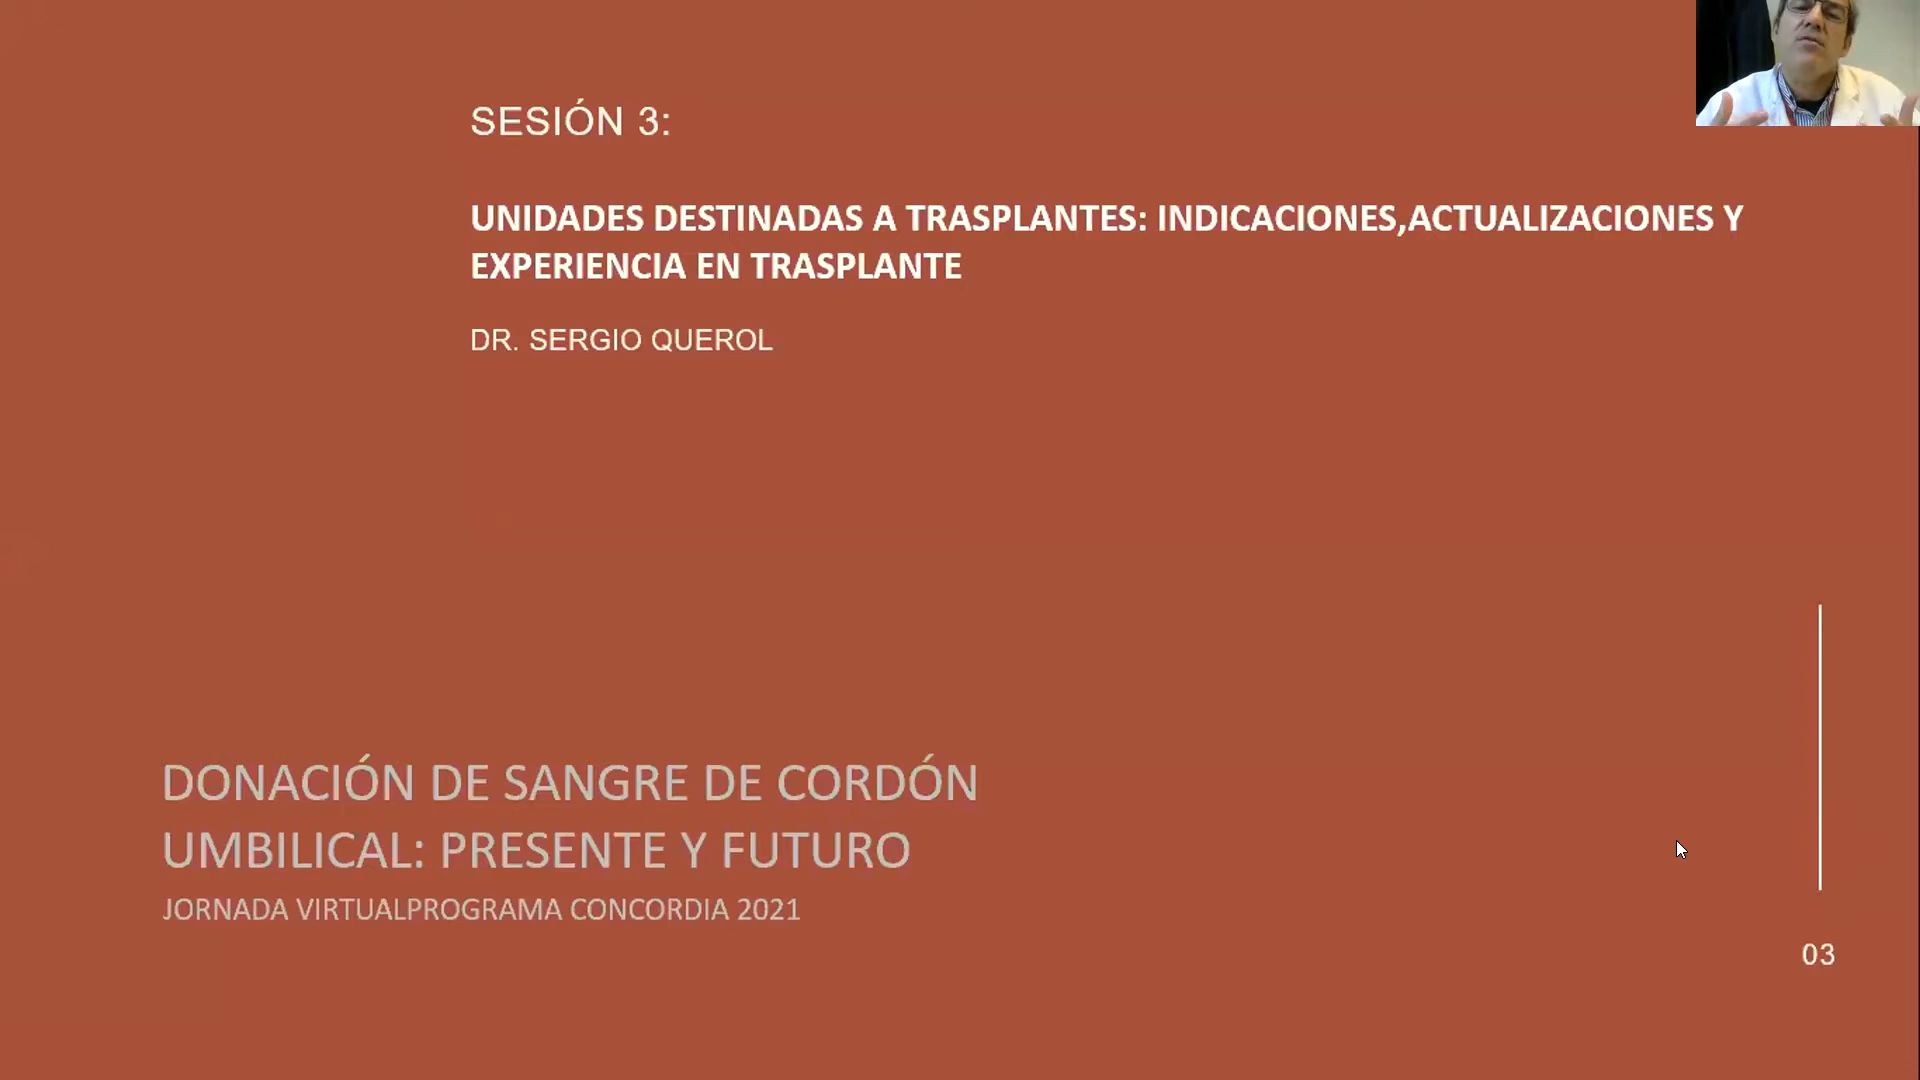 SESIÓN 3:
UNIDADES DESTINADAS A TRASPLANTES: INDICACIONES,ACTUALIZACIONES Y
EXPERIENCIA EN TRASPLANTE
DR. SERGIO QUEROL
DONACIÓN DE SANGRE DE CORDÓN
UMBILICAL: PRESENTE Y FUTURO
JORNADA VIRTUALPROGRAMA CONCORDIA 2021
03